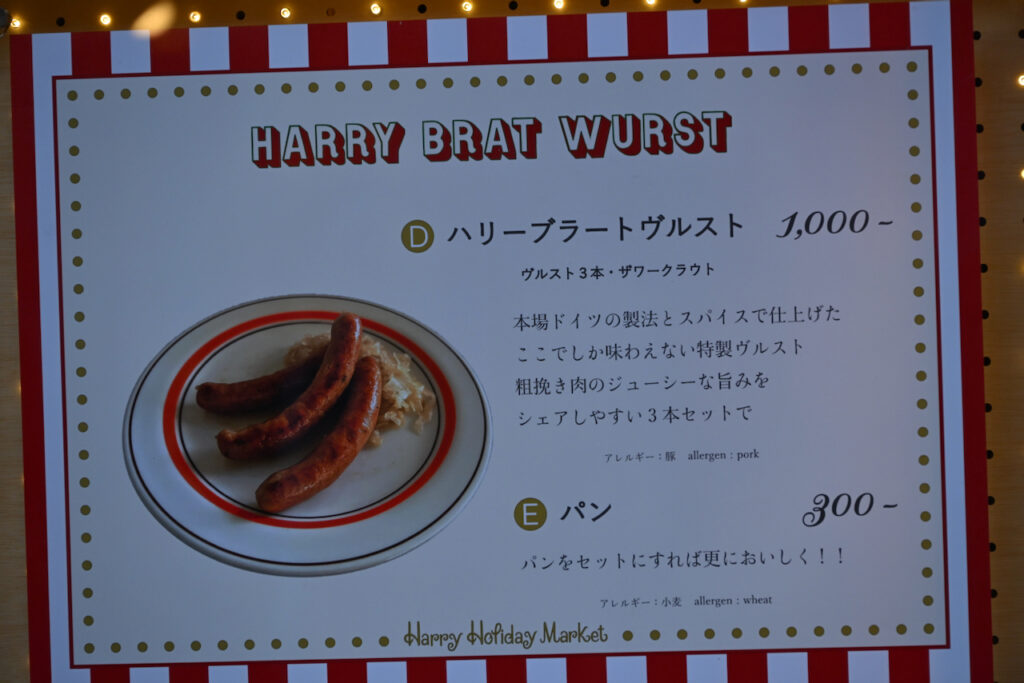 HARRY BRAT WURST
D ハリーブラートヴルスト 1,000~
ヴルスト3本・ザワークラウト
本場ドイツの製法とスパイスで仕上げた
ここでしか味わえない特製ヴルスト
粗挽き肉のジューシーな旨みを
シェアしやすい3本セットで
アレルギー：豚 allergen : pork
E パン 300~
パンをセットにすれば更においしく！！
アレルギー：小麦 allergen : wheat
Harry Holiday Market